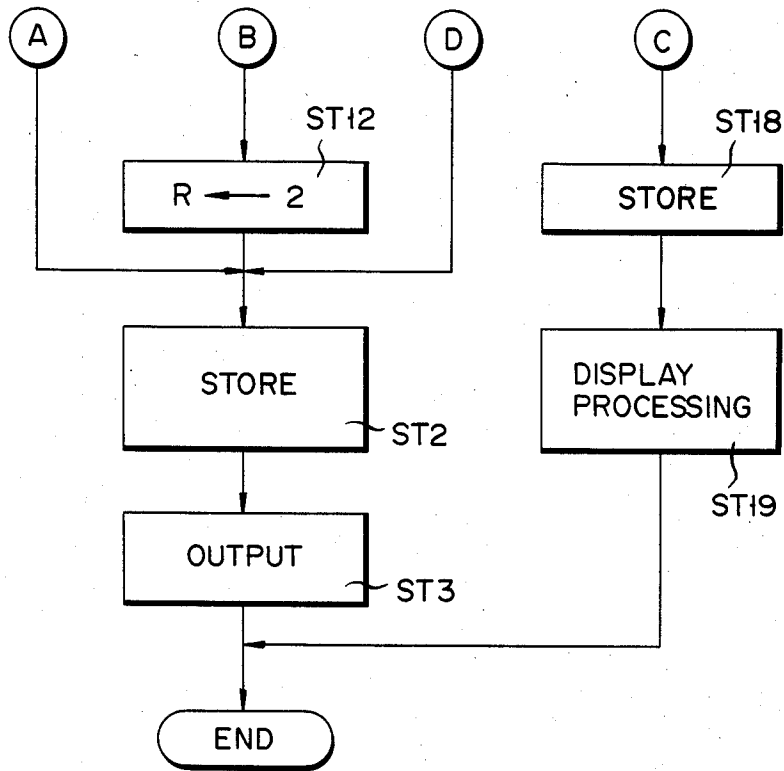 A
B
D
C
ST12
R ← 2
ST18
STORE
STORE
ST2
DISPLAY
PROCESSING
ST19
OUTPUT
ST3
END